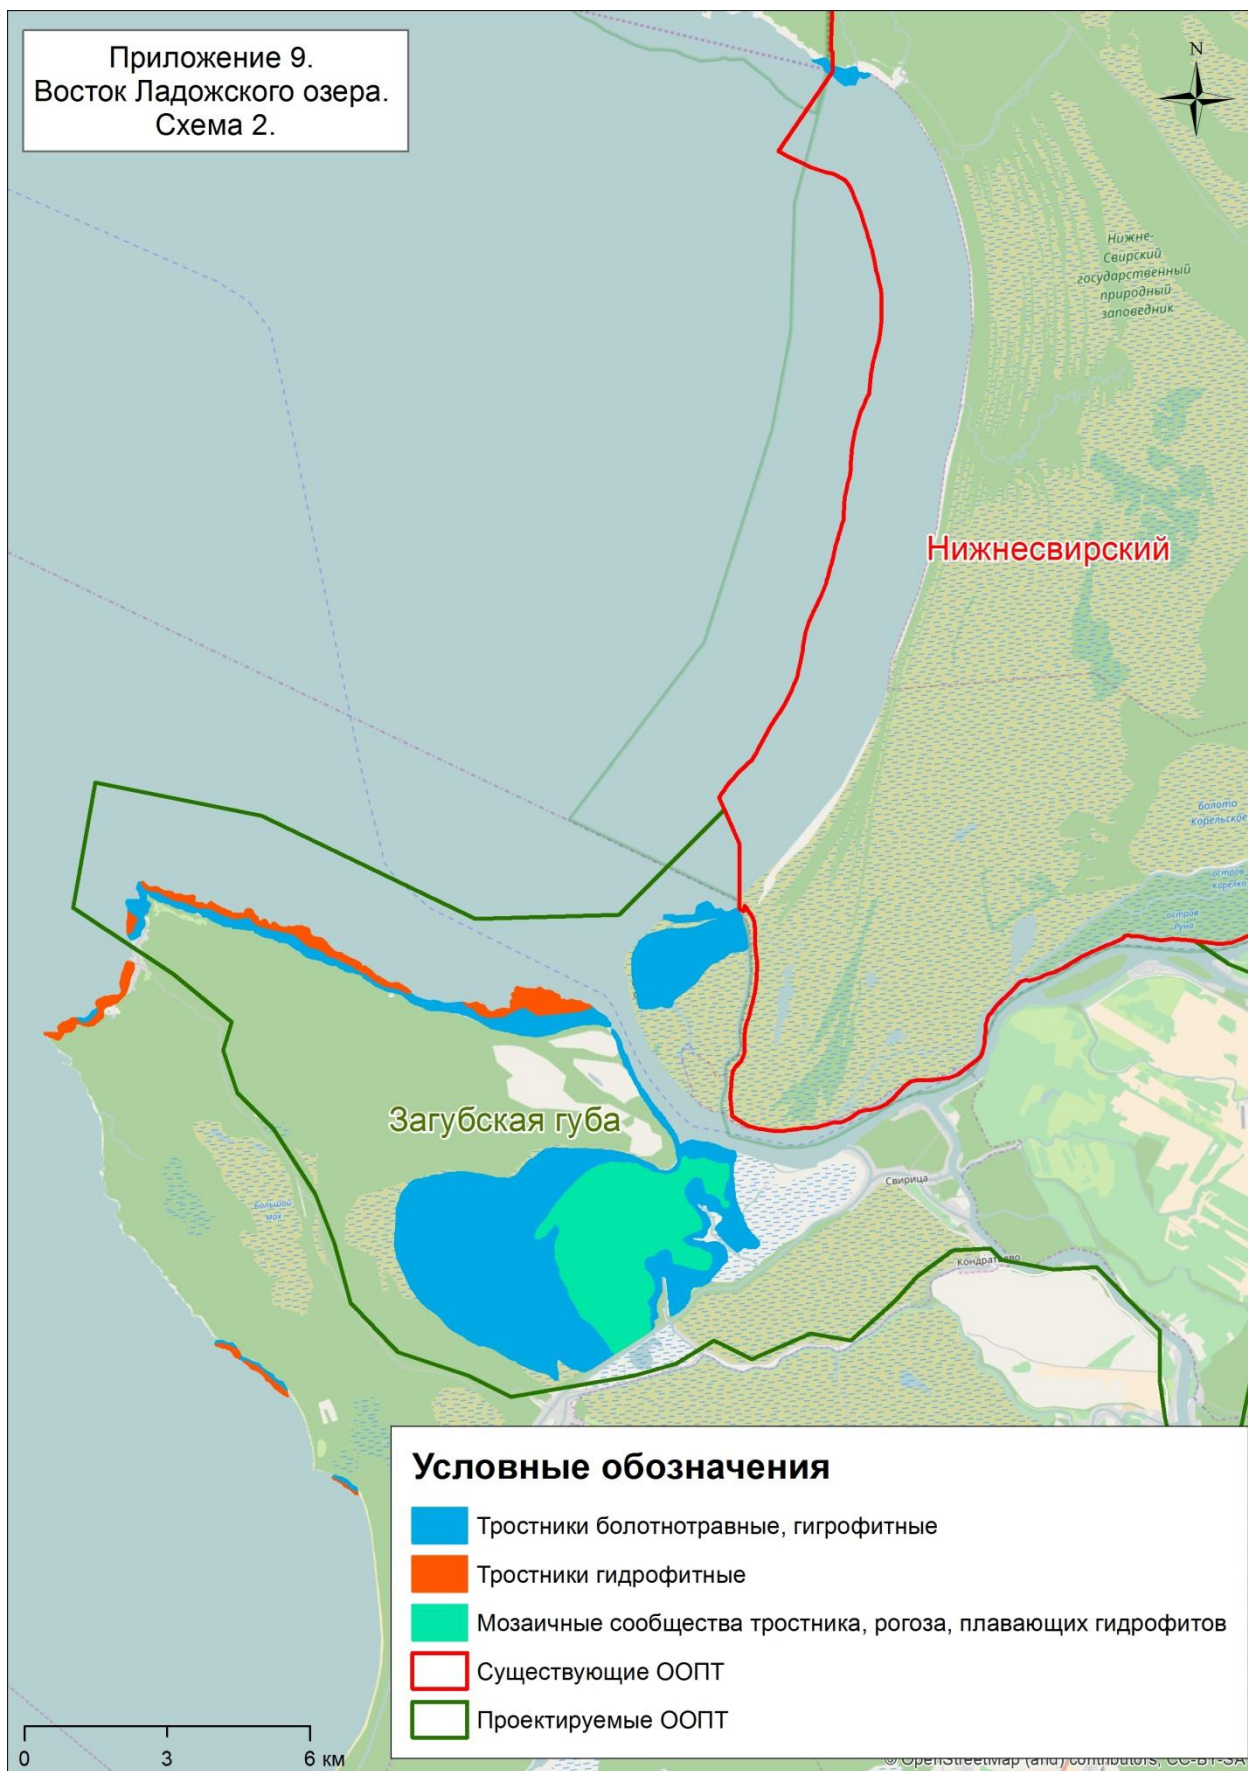 Приложение 9.
Восток Ладожского озера.
Схема 2.
N
Нижне-
Свирский
государственный
природный
заповедник
Нижнесвирский
болото
Корельское
остров
Корелка
остров
Руна
Загубская губа
Большой
мох
Свирица
Кондратьево
Условные обозначения
Тростники болотнотравные, гигрофитные
Тростники гидрофитные
Мозаичные сообщества тростника, рогоза, плавающих гидрофитов
Существующие ООПТ
Проектируемые ООПТ
0 3 6 км
© OpenStreetMap (and) contributors, CC-BY-SA